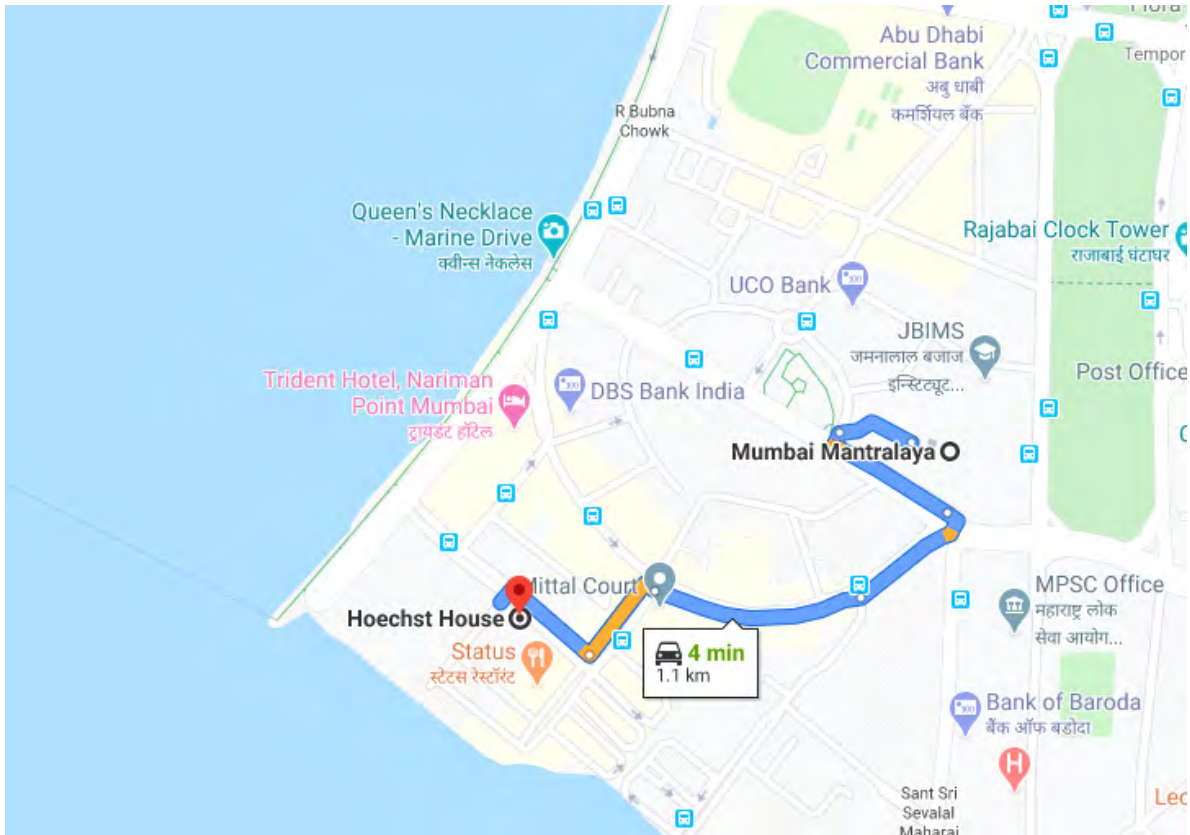 Flora
Abu Dhabi
Commercial Bank
अबु धाबी
कमर्शियल बँक
Tempor
R Bubna
Chowk
Queen's Necklace
- Marine Drive
क्वीन्स नेकलेस
Rajabai Clock Tower
राजाबाई घंटाघर
UCO Bank
JBIMS
जमनालाल बजाज
इन्स्टिट्यूट...
Post Office
Trident Hotel, Nariman
Point Mumbai
ट्रायडंट हॉटेल
DBS Bank India
Mumbai Mantralaya
Mittal Court
MPSC Office
महाराष्ट्र लोक
सेवा आयोग...
Hoechst House
Status
स्टेटस रेस्टॉरंट
4 min
1.1 km
Bank of Baroda
बैंक ऑफ बडोदा
H
Sant Sri
Sevalal
Maharaj
Leo